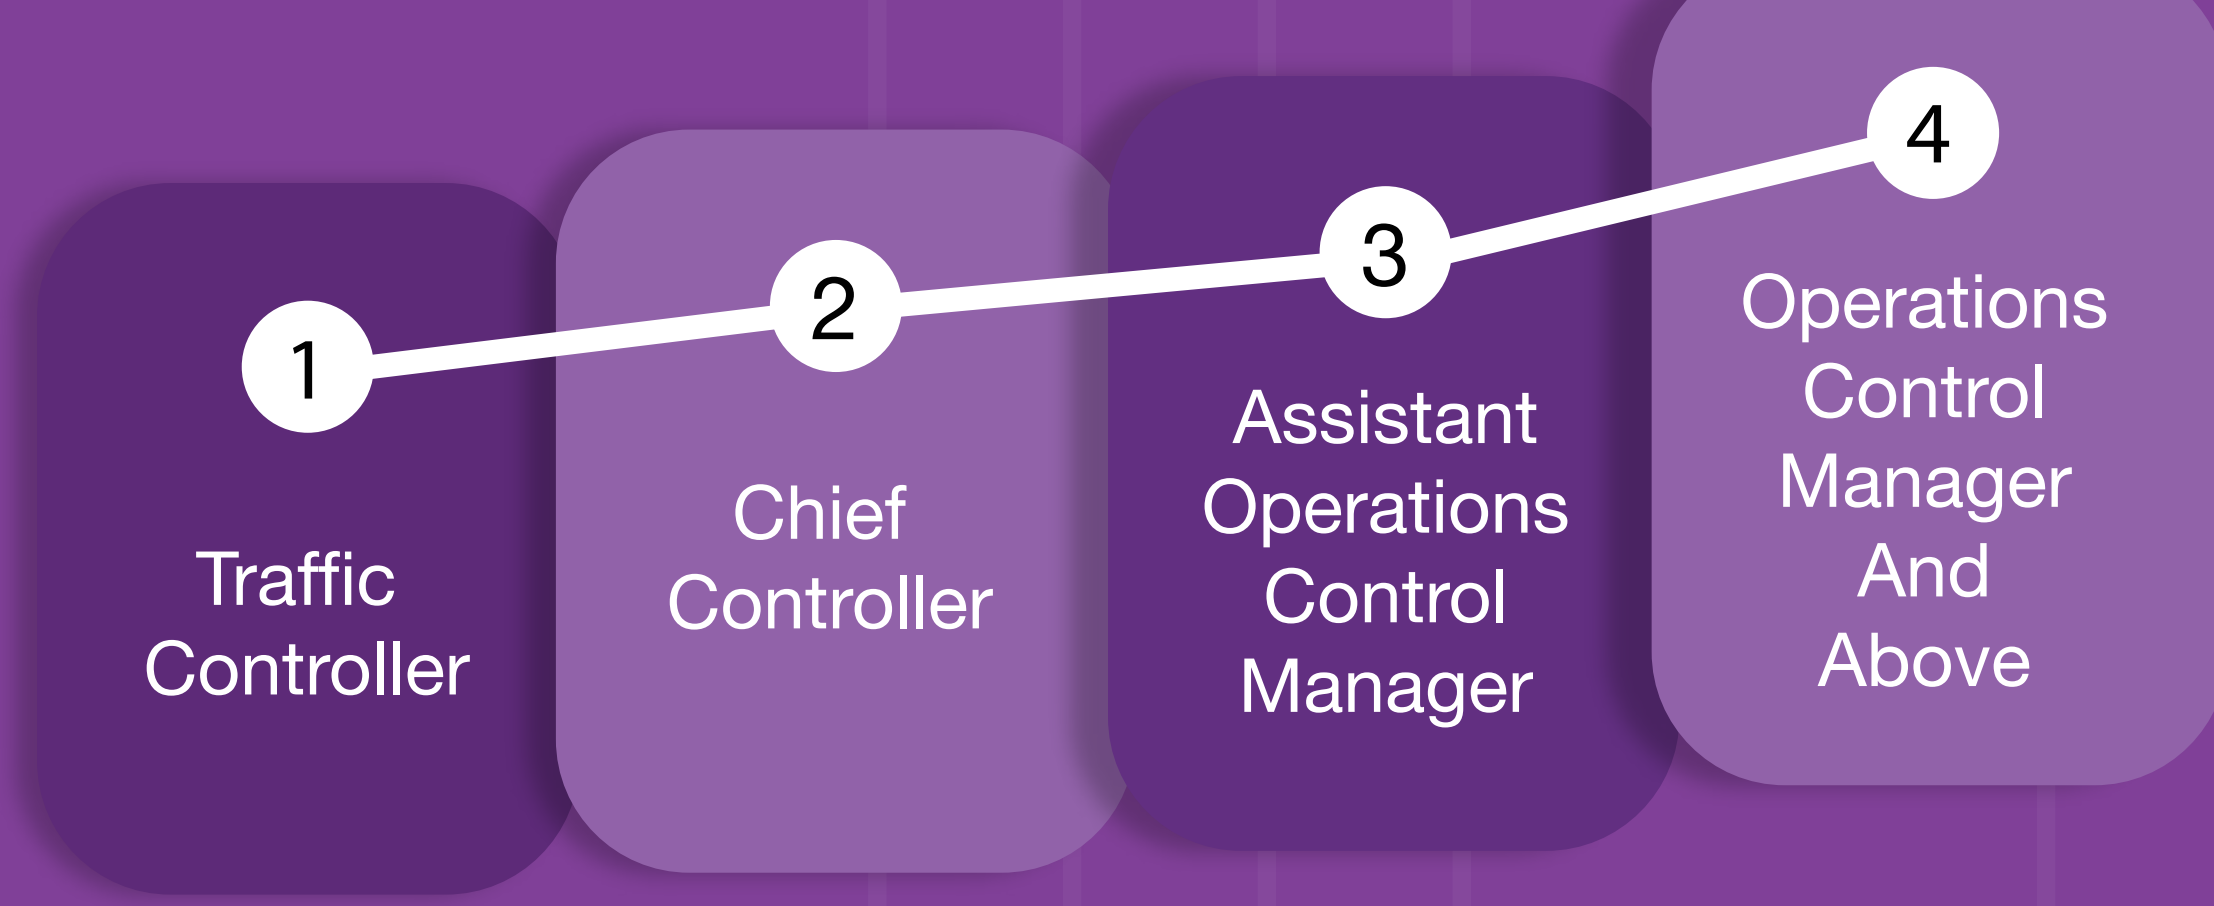 1
Traffic
Controller
2
Chief
Controller
3
Assistant
Operations
Control
Manager
4
Operations
Control
Manager
And
Above